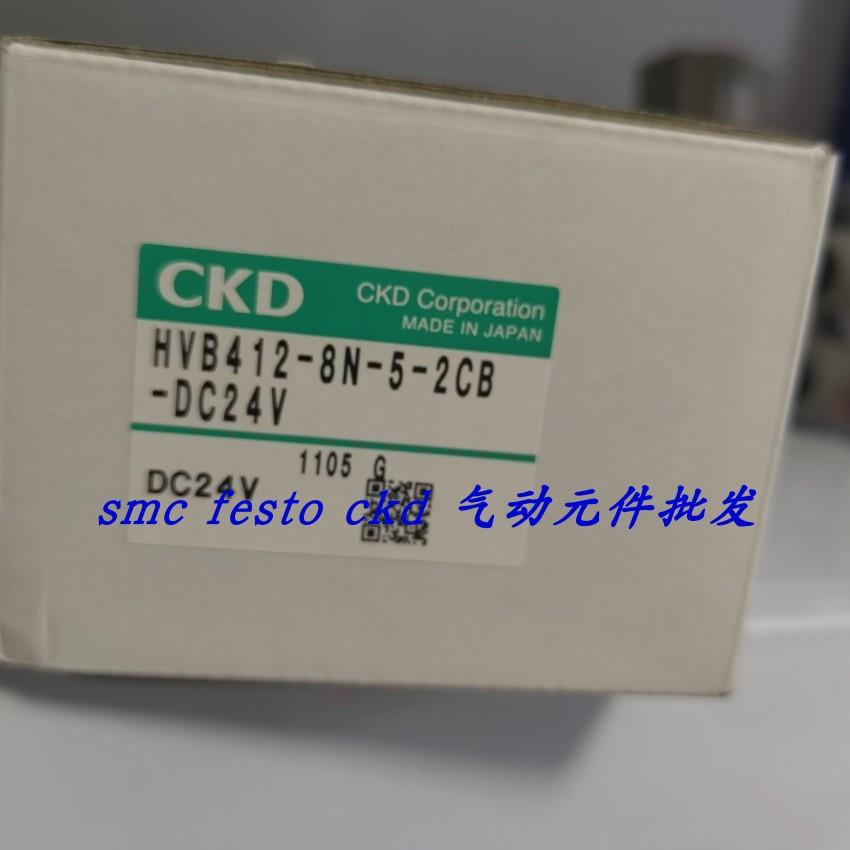 CKD
CKD Corporation
MADE IN JAPAN
HVB412-8N-5-2CB
-DC24V
1105 G
DC24V
smc festo ckd 气动元件批发